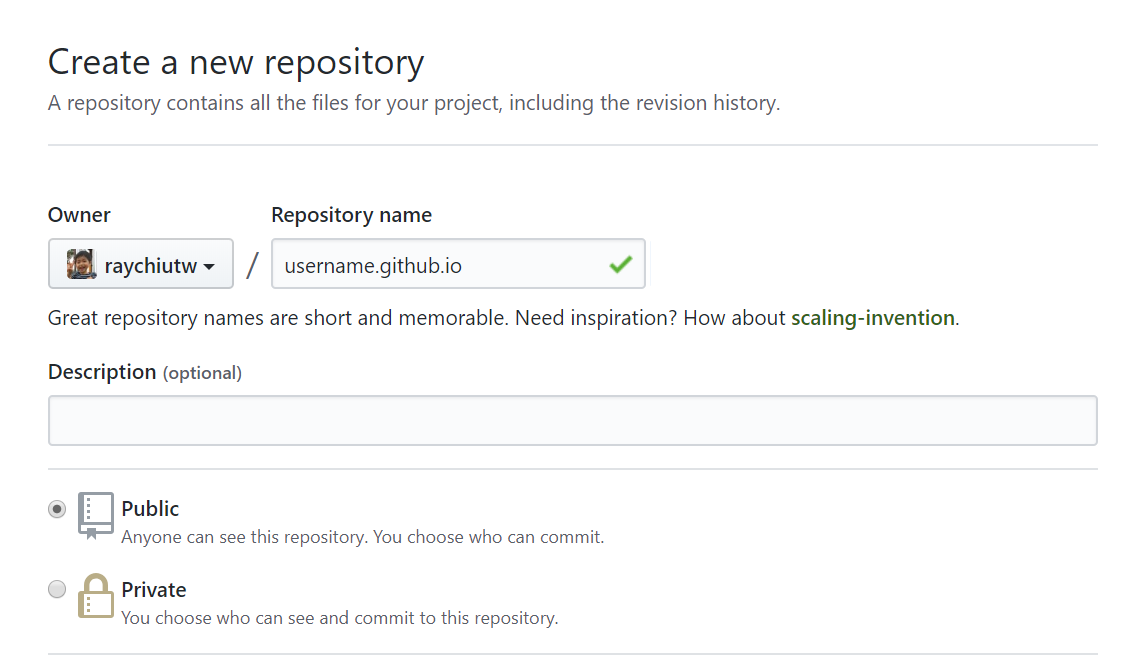 Create a new repository
A repository contains all the files for your project, including the revision history.
Owner
Repository name
raychiutw
/
username.github.io
Great repository names are short and memorable. Need inspiration? How about scaling-invention.
Description (optional)
Public
Anyone can see this repository. You choose who can commit.
Private
You choose who can see and commit to this repository.